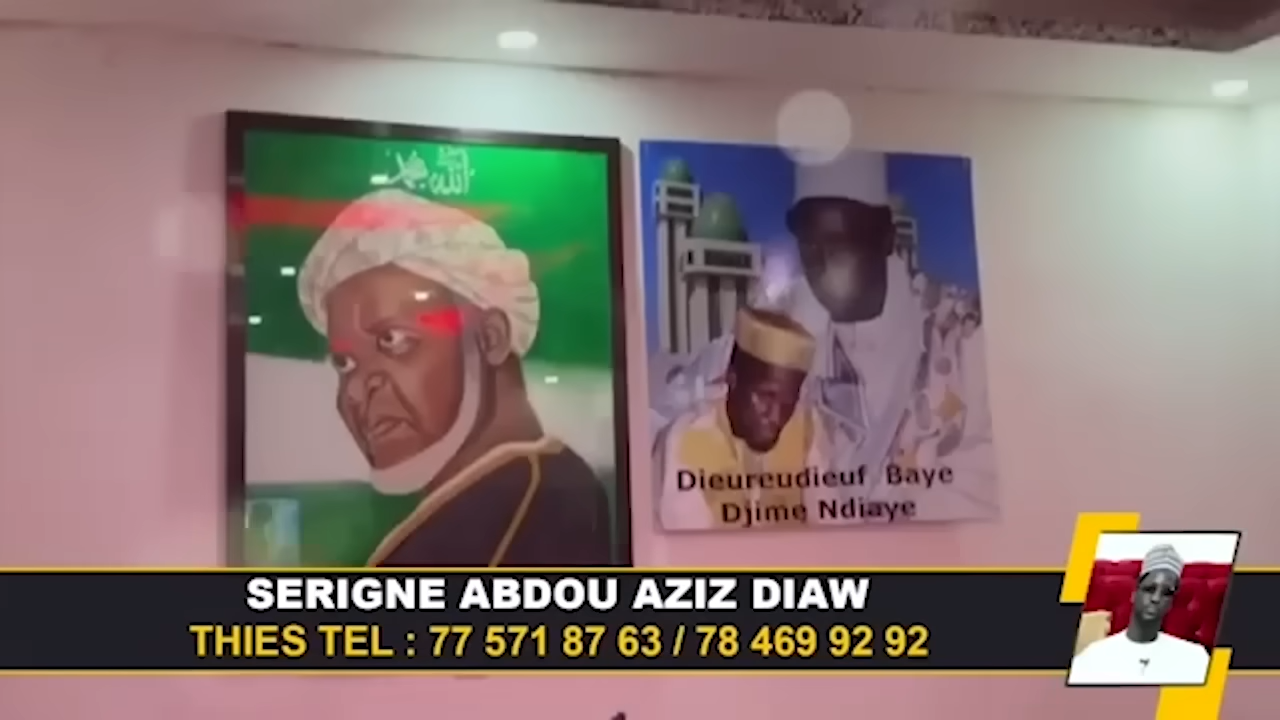 الله محمد
Dieureudieuf Baye
Djime Ndiaye
SERIGNE ABDOU AZIZ DIAW
THIES TEL : 77 571 87 63 / 78 469 92 92